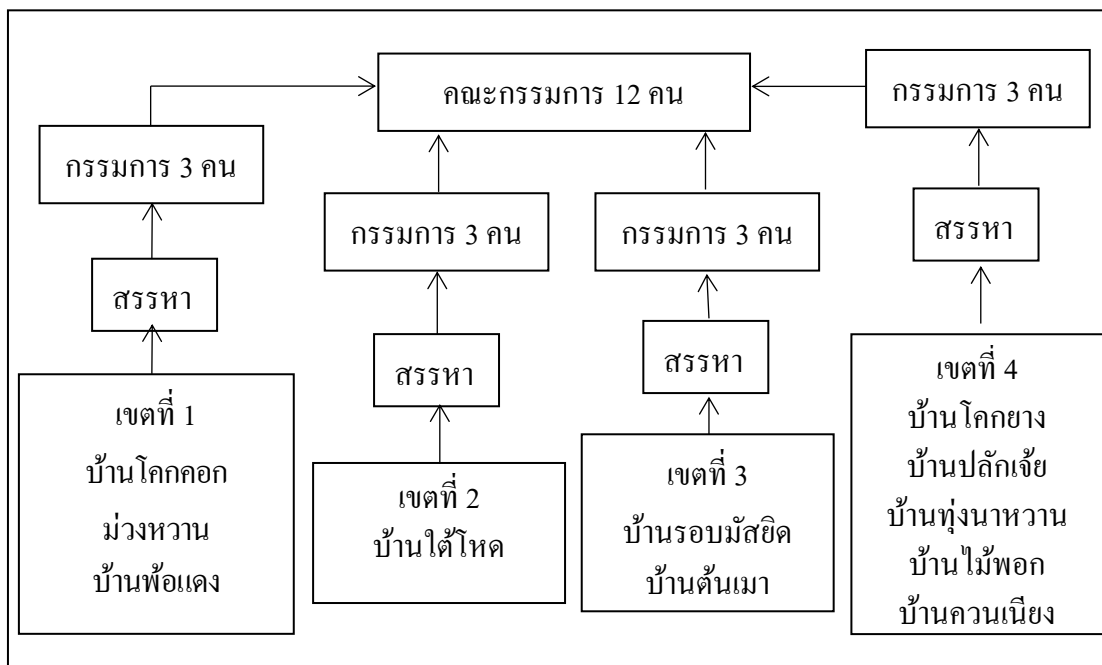 คณะกรรมการ 12 คน
กรรมการ 3 คน
กรรมการ 3 คน
กรรมการ 3 คน
กรรมการ 3 คน
สรรหา
สรรหา
สรรหา
สรรหา
เขตที่ 1
บ้านโคกคอก
ม่วงหวาน
บ้านพ้อแดง
เขตที่ 2
บ้านใต้โหด
เขตที่ 3
บ้านรอบมัสยิด
บ้านต้นเมา
เขตที่ 4
บ้านโคกยาง
บ้านปลักเจ้ย
บ้านทุ่งนาหวาน
บ้านไม้พอก
บ้านควนเนียง